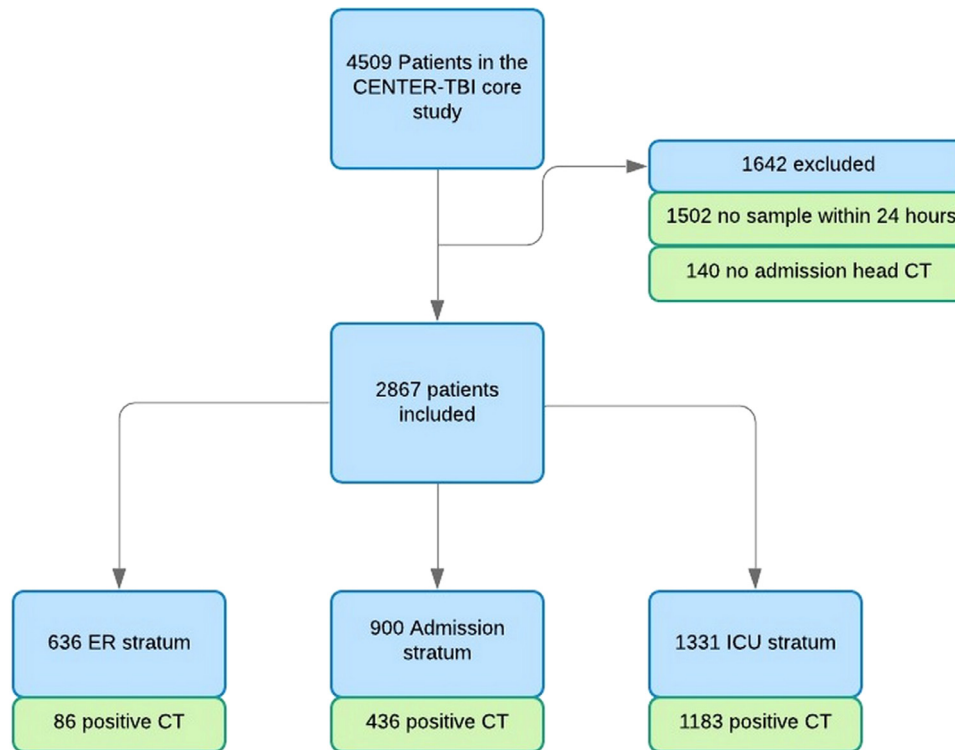 4509 Patients in the
CENTER-TBI core
study
1642 excluded
1502 no sample within 24 hours
140 no admission head CT
2867 patients
included
636 ER stratum
86 positive CT
900 Admission
stratum
436 positive CT
1331 ICU stratum
1183 positive CT